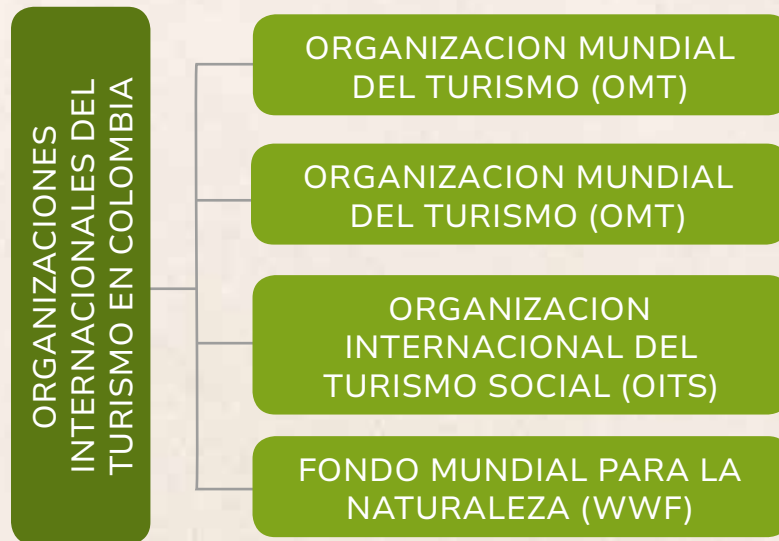 ORGANIZACIONES
INTERNACIONALES DEL
TURISMO EN COLOMBIA
ORGANIZACION MUNDIAL
DEL TURISMO (OMT)
ORGANIZACION MUNDIAL
DEL TURISMO (OMT)
ORGANIZACION
INTERNACIONAL DEL
TURISMO SOCIAL (OITS)
FONDO MUNDIAL PARA LA
NATURALEZA (WWF)